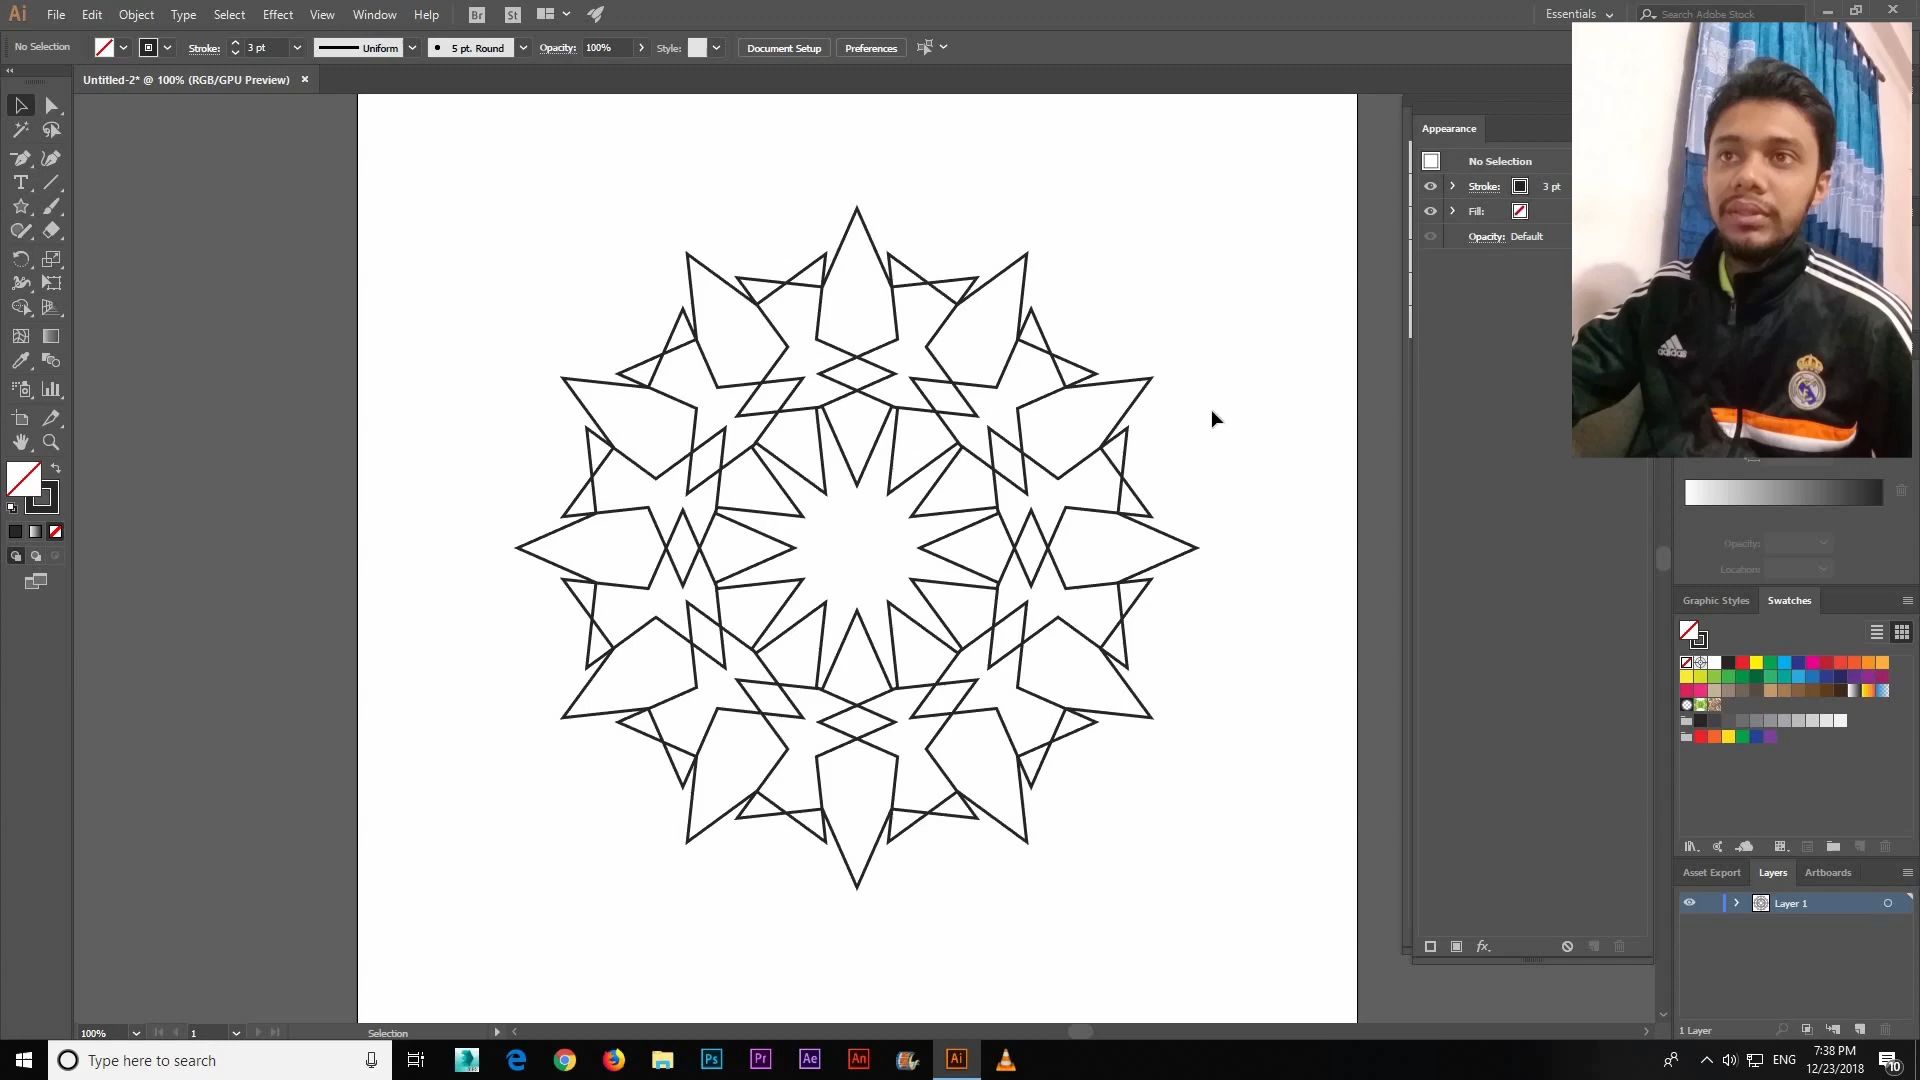 Ai File Edit Object Type Select Effect View Window Help Br St Essentials Search Adobe Stock
No Selection Stroke: 3 pt Uniform 5 pt. Round Opacity: 100% Style: Document Setup Preferences
Untitled-2* @ 100% (RGB/GPU Preview)
Appearance
No Selection
Stroke: 3 pt
Fill:
Opacity: Default
adidas
Opacity:
Location:
Graphic Styles Swatches
fx.
Asset Export Layers Artboards
Layer 1
1 Layer
100% 1 Selection
Type here to search Ps Pr Ae An Ai ENG 7:38 PM
12/23/2018
10